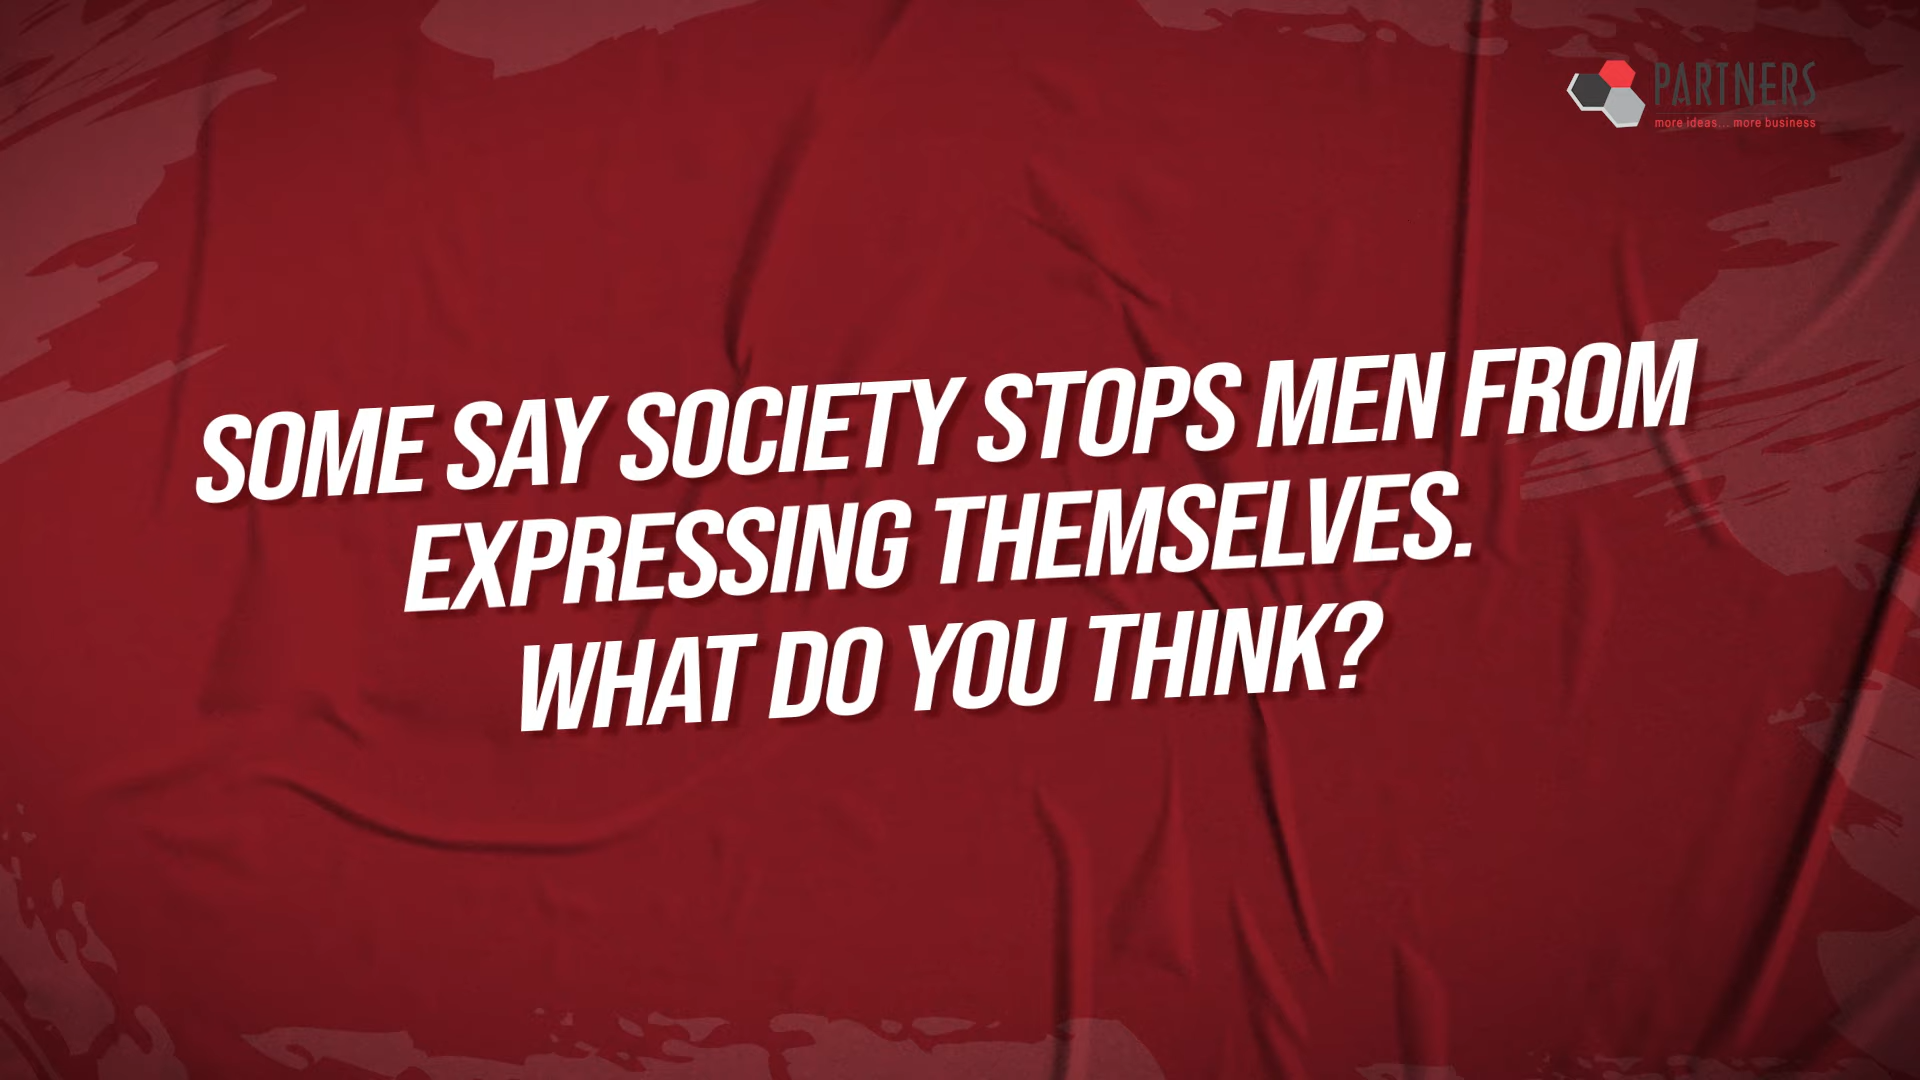 PARTNERS
more ideas... more business
SOME SAY SOCIETY STOPS MEN FROM
EXPRESSING THEMSELVES.
WHAT DO YOU THINK?